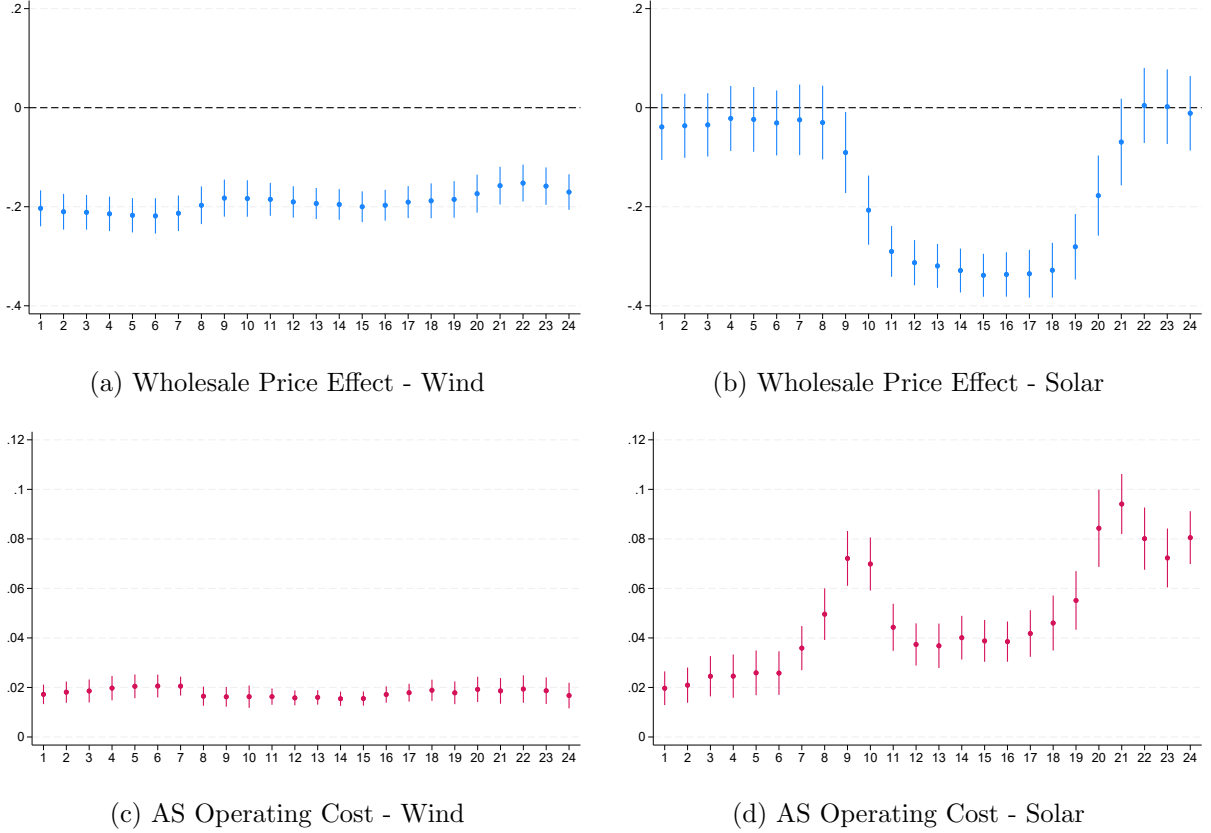 .2
0
-.2
-.4
1 2 3 4 5 6 7 8 9 10 11 12 13 14 15 16 17 18 19 20 21 22 23 24
(a) Wholesale Price Effect - Wind
.2
0
-.2
-.4
1 2 3 4 5 6 7 8 9 10 11 12 13 14 15 16 17 18 19 20 21 22 23 24
(b) Wholesale Price Effect - Solar
.12
.1
.08
.06
.04
.02
0
1 2 3 4 5 6 7 8 9 10 11 12 13 14 15 16 17 18 19 20 21 22 23 24
(c) AS Operating Cost - Wind
.12
.1
.08
.06
.04
.02
0
1 2 3 4 5 6 7 8 9 10 11 12 13 14 15 16 17 18 19 20 21 22 23 24
(d) AS Operating Cost - Solar